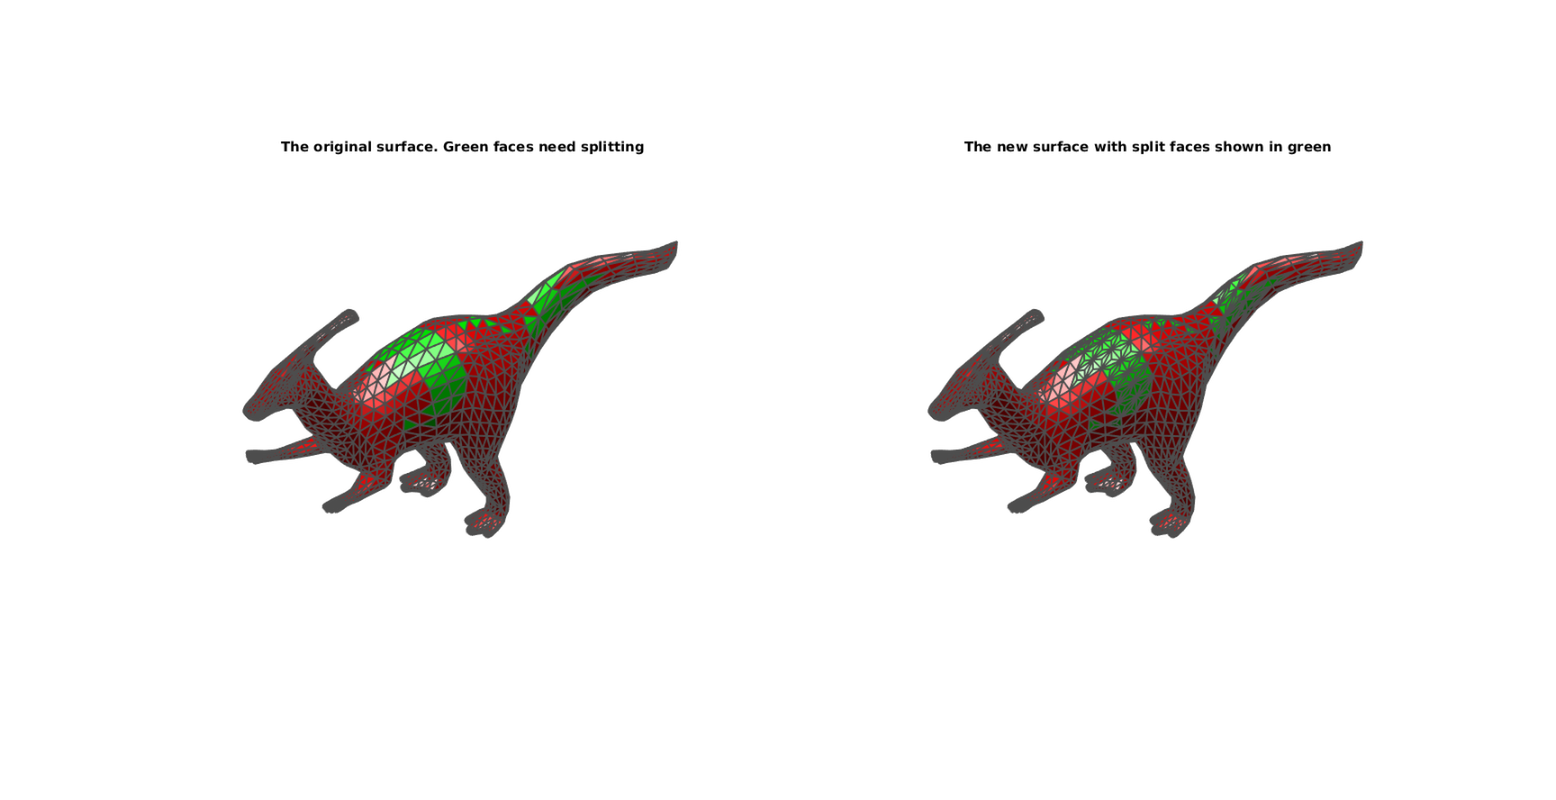 The original surface. Green faces need splitting
The new surface with split faces shown in green